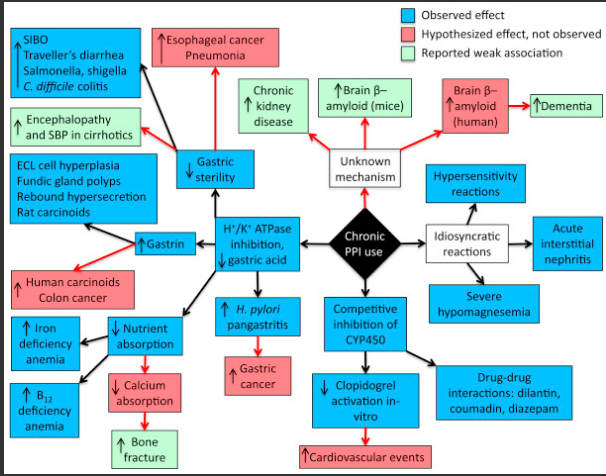 Observed effect
Hypothesized effect, not observed
Reported weak association
↑ SIBO
Traveller's diarrhea
Salmonella, shigella
C. difficile colitis
↑ Esophageal cancer
Pneumonia
↑ Encephalopathy
and SBP in cirrhotics
↓ Gastric
sterility
↑ Chronic
kidney
disease
↑ Brain β–
amyloid (mice)
↑ Brain β–
amyloid
(human)
↑ Dementia
Unknown
mechanism
ECL cell hyperplasia
Fundic gland polyps
Rebound hypersecretion
Rat carcinoids
↑ Gastrin
H⁺/K⁺ ATPase
inhibition,
↓ gastric acid
Chronic
PPI use
Idiosyncratic
reactions
Hypersensitivity
reactions
Acute
interstitial
nephritis
Severe
hypomagnesemia
↑ Human carcinoids
Colon cancer
↑ Iron
deficiency
anemia
↓ Nutrient
absorption
↑ H. pylori
pangastritis
Competitive
inhibition of
CYP450
↑ B₁₂
deficiency
anemia
↓ Calcium
absorption
↑ Gastric
cancer
↓ Clopidogrel
activation in-
vitro
Drug-drug
interactions: dilantin,
coumadin, diazepam
↑ Bone
fracture
↑ Cardiovascular events